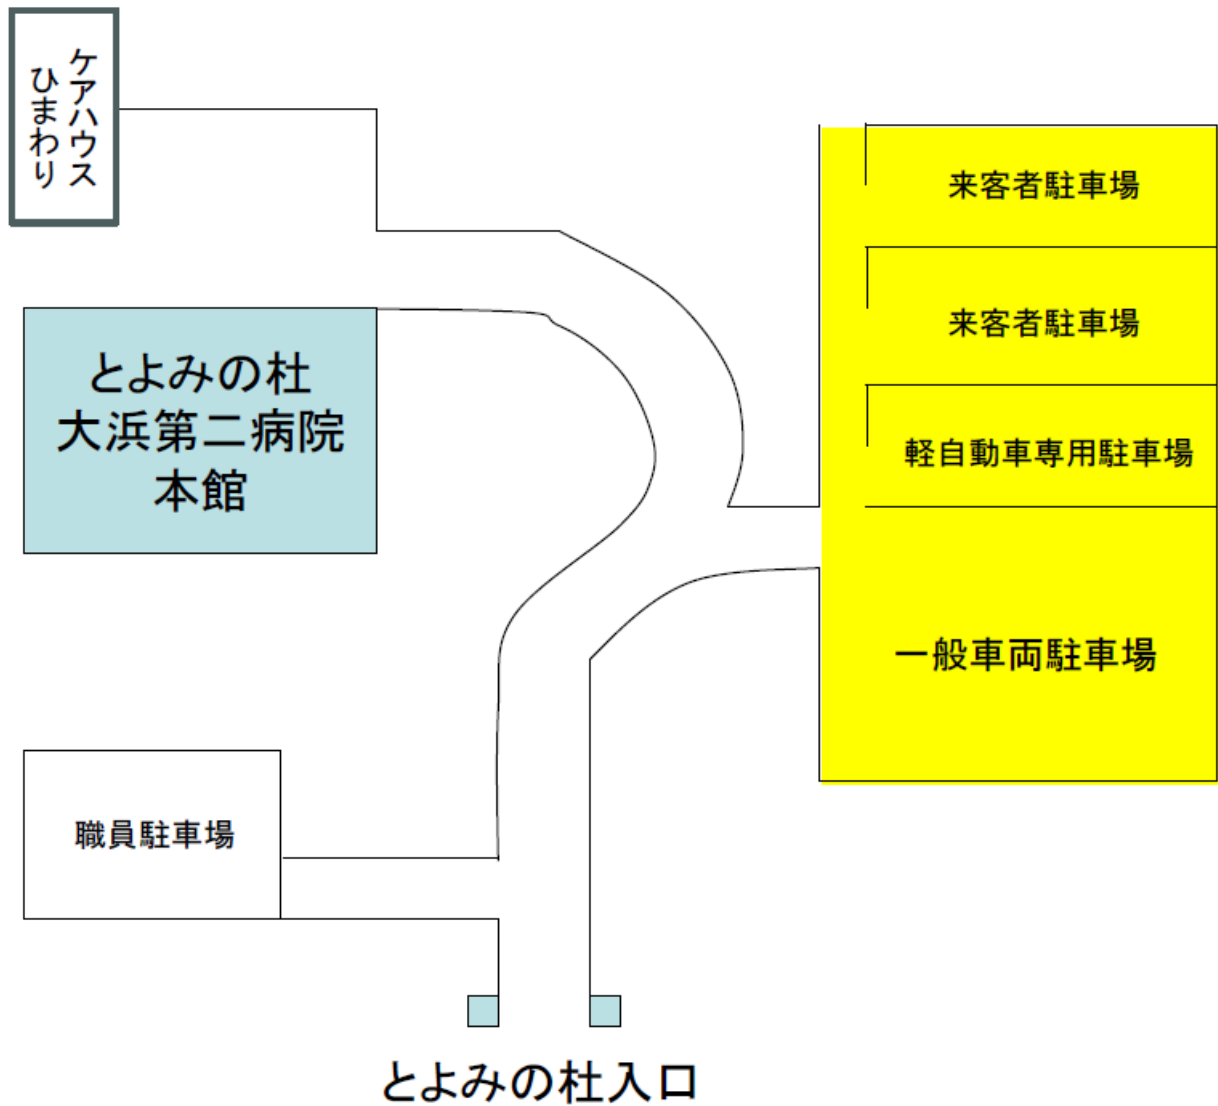 ケアハウス
ひまわり
来客者駐車場
来客者駐車場
軽自動車専用駐車場
一般車両駐車場
とよみの杜
大浜第二病院
本館
職員駐車場
とよみの杜入口